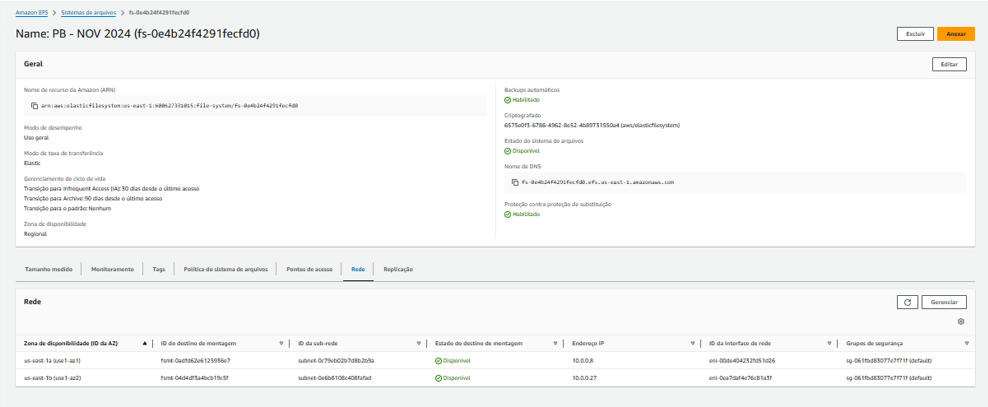 Amazon EFS > Sistemas de arquivos > fs-0e4b24f4291fecfd0
Name: PB - NOV 2024 (fs-0e4b24f4291fecfd0)
Excluir
Anexar
Geral
Editar
Nome de recurso da Amazon (ARN)
arn:aws:elasticfilesystem:us-east-1:600627331015:file-system/fs-0e4b24f4291fecfd0
Modo de desempenho
Uso geral
Modo de taxa de transferência
Elastic
Gerenciamento de ciclo de vida
Transição para Infrequent Access (IA): 30 dias desde o último acesso
Transição para Archive: 90 dias desde o último acesso
Transição para o padrão: Nenhum
Zona de disponibilidade
Regional
Backups automáticos
Habilitado
Criptografado
6575e0f3-6786-4962-8e52-4b89731550a4 (aws/elasticfilesystem)
Estado do sistema de arquivos
Disponível
Nome de DNS
fs-0e4b24f4291fecfd0.efs.us-east-1.amazonaws.com
Proteção contra proteção de substituição
Habilitado
Tamanho medido
Monitoramento
Tags
Política do sistema de arquivos
Pontos de acesso
Rede
Replicação
Rede
Gerenciar
Zona de disponibilidade (ID da AZ) ID do destino de montagem ID da sub-rede Estado do destino de montagem Endereço IP ID da interface de rede Grupos de segurança
us-east-1a (use1-az1) fsmt-0adfd62e6125936e7 subnet-0c79eb02b7d8b2b9a Disponível 10.0.0.8 eni-00de404232fd51d26 sg-061fbd83077e7f71f (default)
us-east-1b (use1-az2) fsmt-04d4df3a4bcb19c5f subnet-0e6b8108c408fafad Disponível 10.0.0.27 eni-0ea7daf4e76c81a3f sg-061fbd83077e7f71f (default)